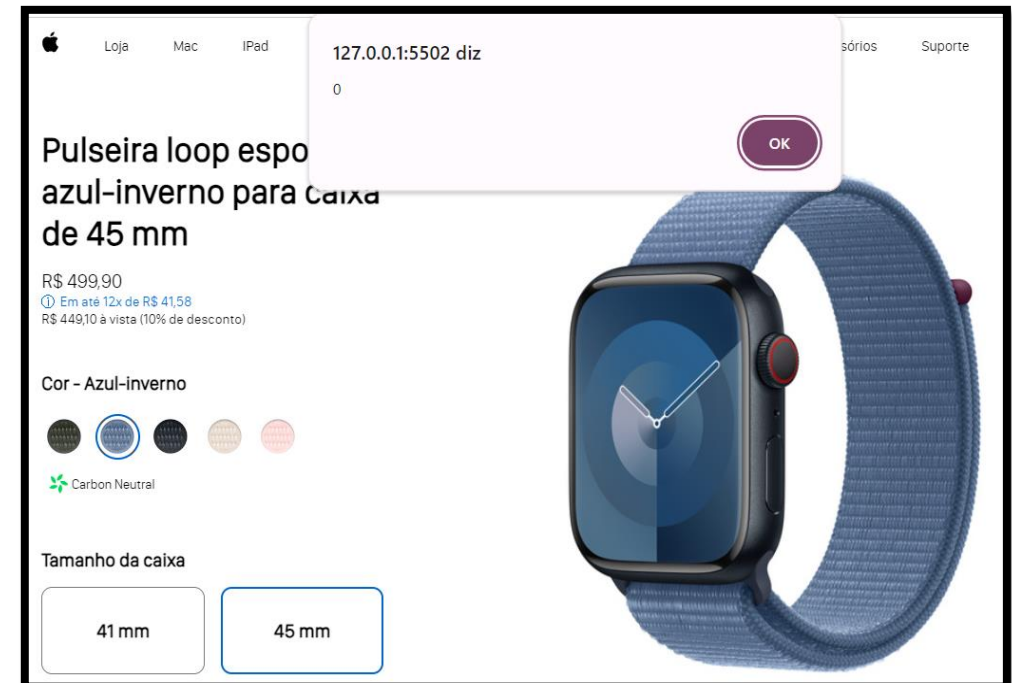 Loja Mac IPad sórios Suporte
127.0.0.1:5502 diz
0
OK
Pulseira loop espo
azul-inverno para caixa
de 45 mm
R$ 499,90
Em até 12x de R$ 41,58
R$ 449,10 à vista (10% de desconto)
Cor - Azul-inverno
Carbon Neutral
Tamanho da caixa
41 mm 45 mm